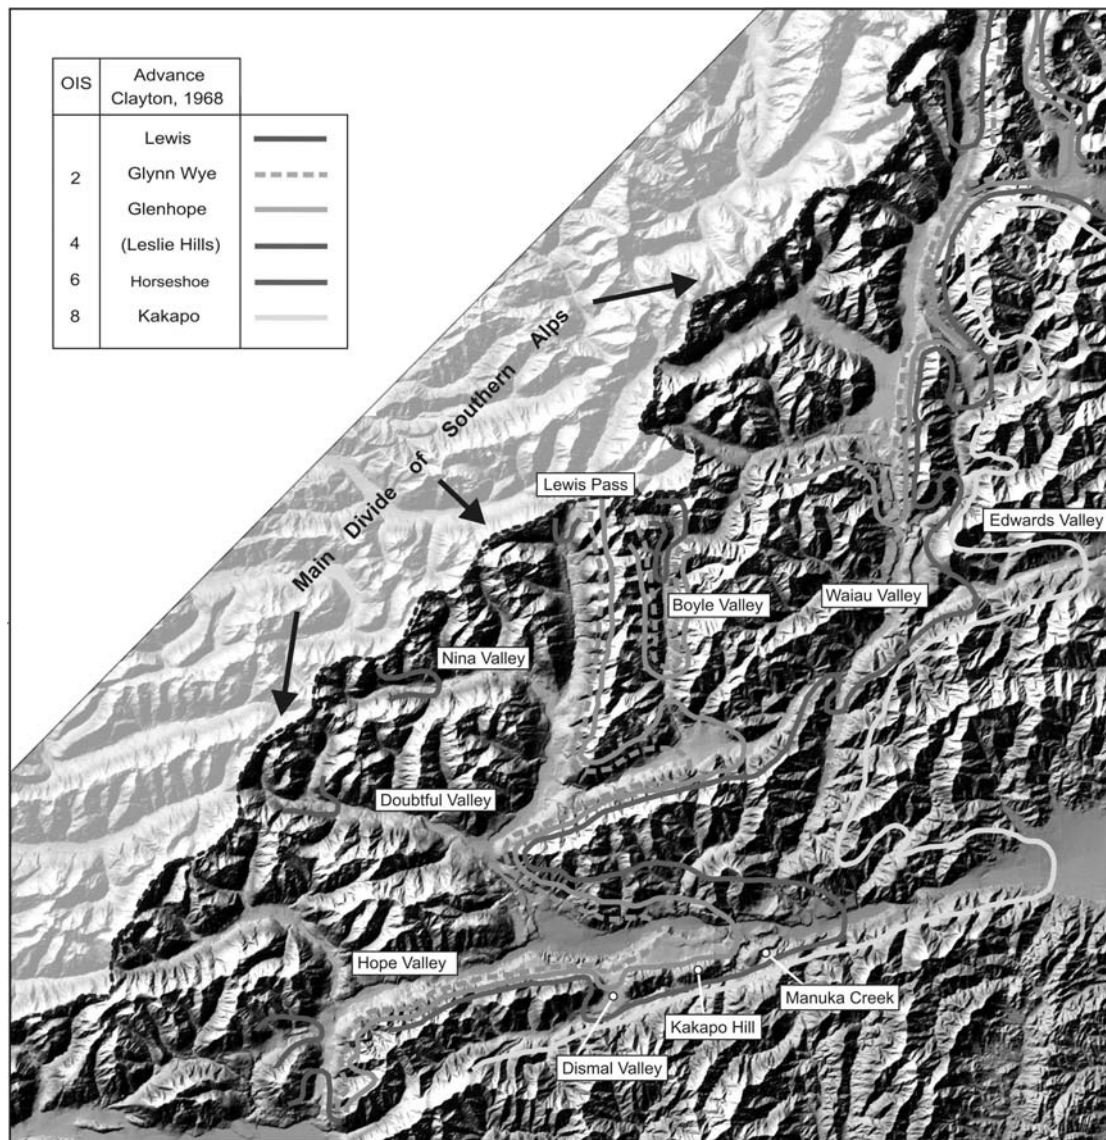 OIS
Advance
Clayton, 1968
Lewis
2
Glynn Wye
Glenhope
4
(Leslie Hills)
6
Horseshoe
8
Kakapo
Main Divide of Southern Alps
Lewis Pass
Edwards Valley
Boyle Valley
Waiau Valley
Nina Valley
Doubtful Valley
Hope Valley
Manuka Creek
Kakapo Hill
Dismal Valley